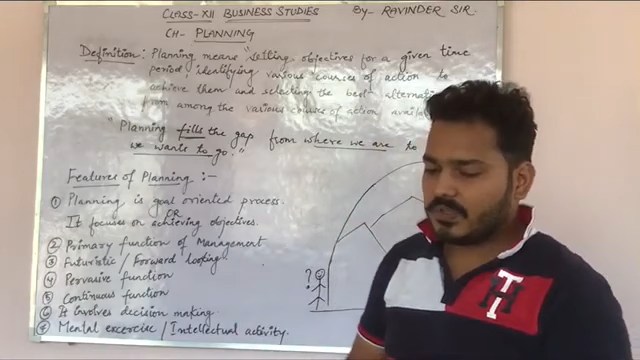 CLASS-XII BUSINESS STUDIES By- RAVINDER SIR.
CH- PLANNING
Definition: Planning means "setting objectives for a given time
period, identifying various courses of action to
achieve them and selecting the best
from among the various courses of action
"Planning fills the gap from where we are to
we wants to go."
Features of Planning :-
① Planning is goal oriented process.
OR
It focuses on achieving objectives.
② Primary function of Management
③ Futuristic / Forward looking
④ Pervasive function
⑤ Continuous function
⑥ It Involves decision making
⑦ Mental excercise / Intellectual activity.
?
T
H
I